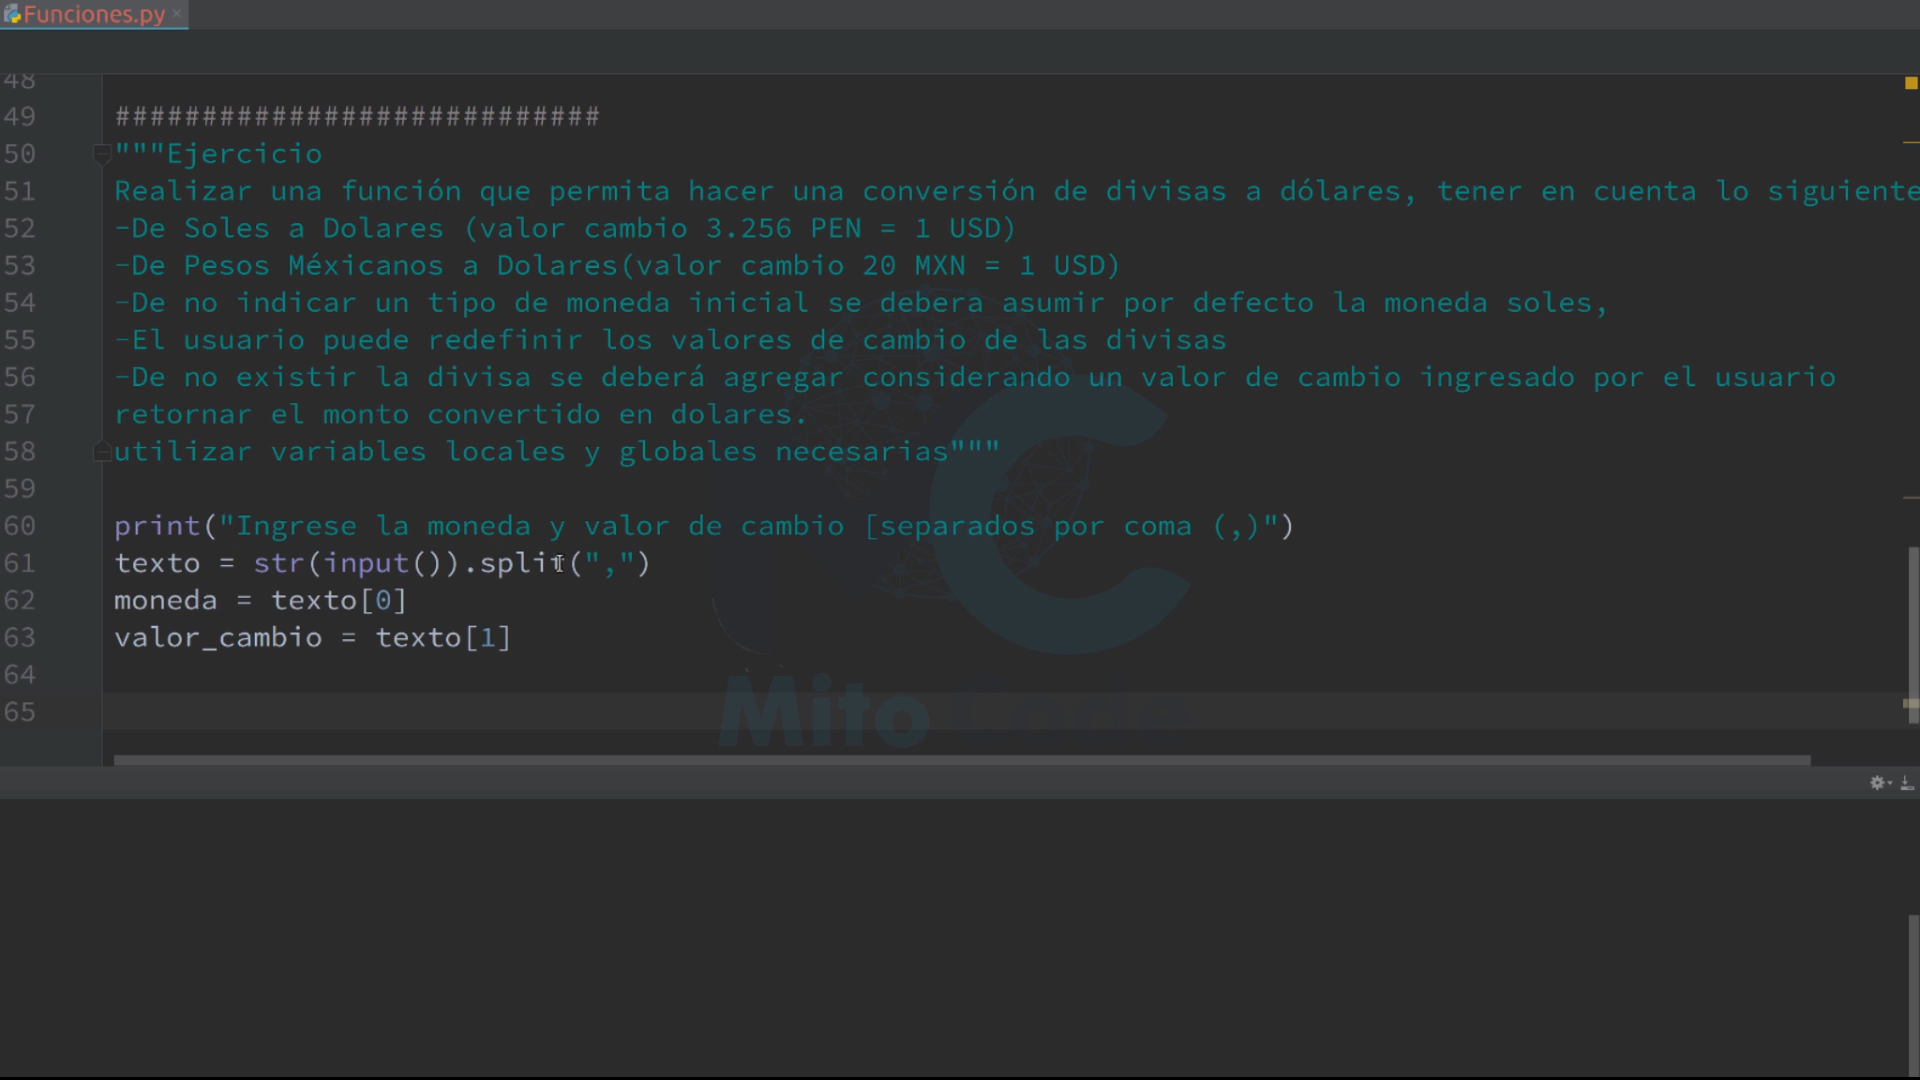 Funciones.py
48
49 ############################
50 """Ejercicio
51 Realizar una función que permita hacer una conversión de divisas a dólares, tener en cuenta lo siguiente
52 -De Soles a Dolares (valor cambio 3.256 PEN = 1 USD)
53 -De Pesos Méxicanos a Dolares(valor cambio 20 MXN = 1 USD)
54 -De no indicar un tipo de moneda inicial se debera asumir por defecto la moneda soles,
55 -El usuario puede redefinir los valores de cambio de las divisas
56 -De no existir la divisa se deberá agregar considerando un valor de cambio ingresado por el usuario
57 retornar el monto convertido en dolares.
58 utilizar variables locales y globales necesarias"""
59
60 print("Ingrese la moneda y valor de cambio [separados por coma (,)")
61 texto = str(input()).split(",")
62 moneda = texto[0]
63 valor_cambio = texto[1]
64
65
Mito Code